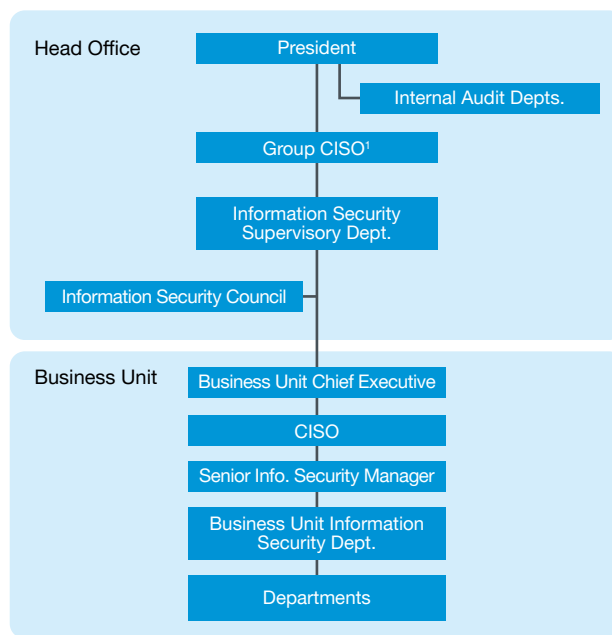 Head Office
President
Internal Audit Depts.
Group CISO¹
Information Security
Supervisory Dept.
Information Security Council
Business Unit
Business Unit Chief Executive
CISO
Senior Info. Security Manager
Business Unit Information
Security Dept.
Departments